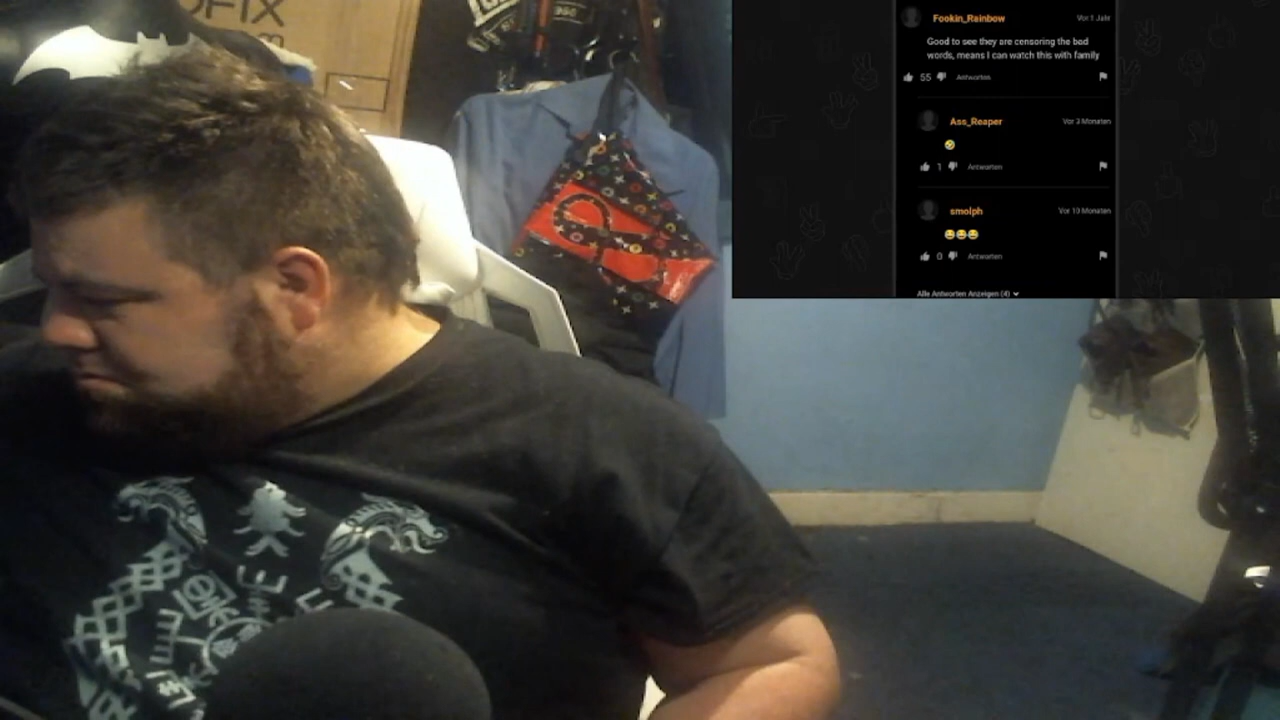 Fookin_Rainbow
Vor 1 Jahr
Good to see they are censoring the bad
words, means I can watch this with family
55
Antworten
Ass_Reaper
Vor 3 Monaten
🤣
1
Antworten
smolph
Vor 10 Monaten
😂😂😂
0
Antworten
Alle Antworten Anzeigen (4)